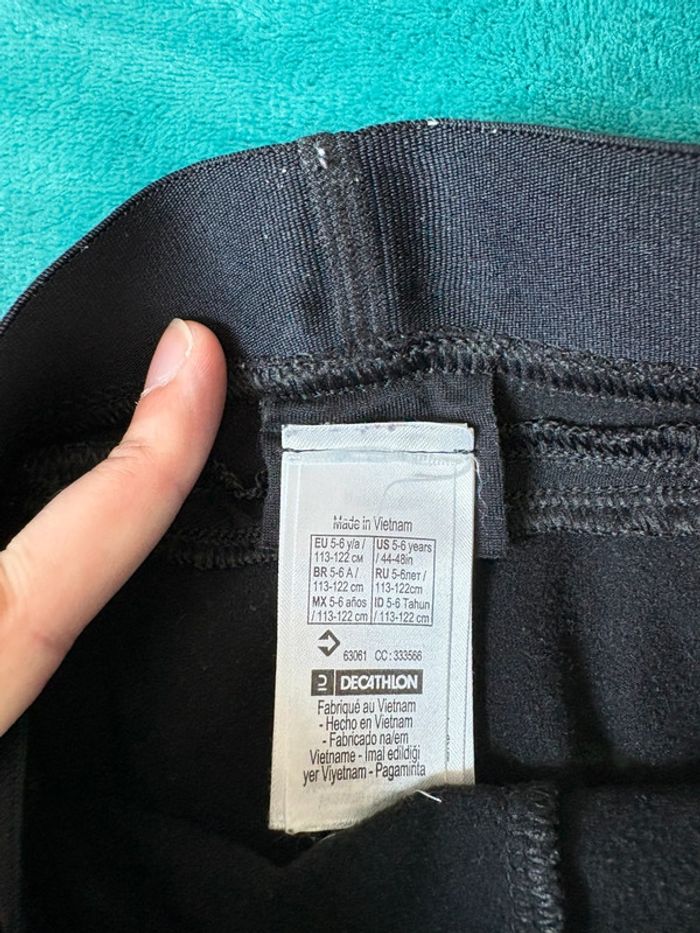 Made in Vietnam
EU 5-6 y/a / 113-122 CM
US 5-6 years / 44-48in
BR 5-6 A / 113-122 cm
RU 5-6лет / 113-122cm
MX 5-6 años / 113-122 cm
ID 5-6 Tahun / 113-122 cm
63061 CC: 333566
DECATHLON
Fabriqué au Vietnam
- Hecho en Vietnam
- Fabricado na/em
Vietname - Imal edildiği
yer Viyetnam - Pagaminta